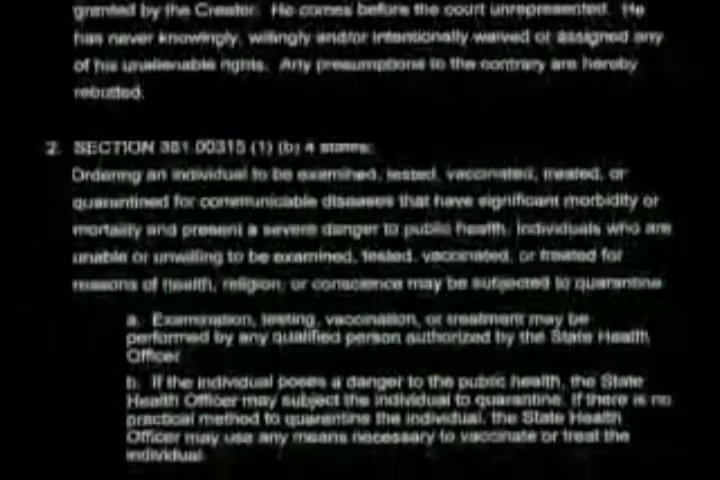 granted by the Creator. He comes before the court unrepresented. He
has never knowingly, willingly and/or intentionally waived or assigned any
of his unalienable rights. Any presumptions to the contrary are hereby
rebutted.
2. SECTION 381.00315 (1) (b) 4 states:
Ordering an individual to be examined, tested, vaccinated, treated, or
quarantined for communicable diseases that have significant morbidity or
mortality and present a severe danger to public health. Individuals who are
unable or unwilling to be examined, tested, vaccinated, or treated for
reasons of health, religion, or conscience may be subjected to quarantine
a. Examination, testing, vaccination, or treatment may be
performed by any qualified person authorized by the State Health
Officer
b. If the individual poses a danger to the public health, the State
Health Officer may subject the individual to quarantine. If there is no
practical method to quarantine the individual, the State Health
Officer may use any means necessary to vaccinate or treat the
individual.